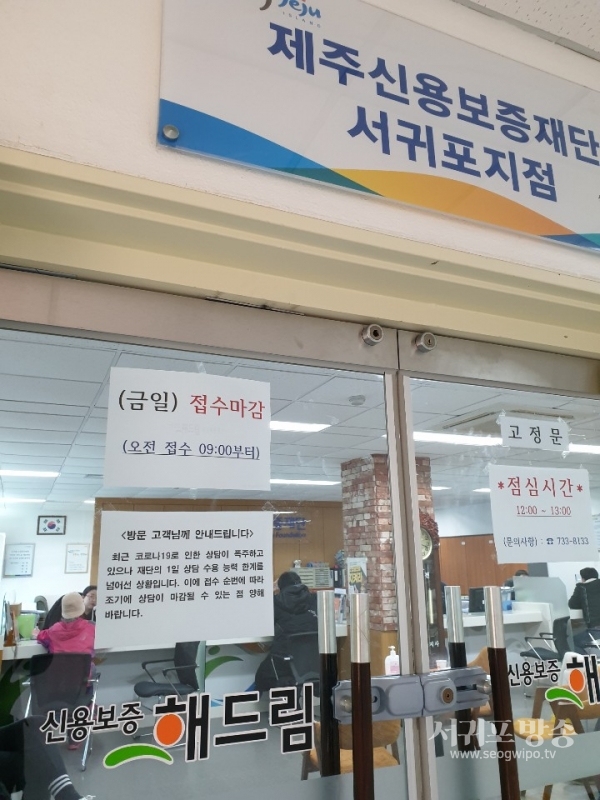 Jeju
ISLAND
제주신용보증재단
서귀포지점
(금일) 접수마감
(오전 접수 09:00부터)
고정문
*점심시간*
12:00 ~ 13:00
(문의사항) : ☎ 733-8133
<방문 고객님께 안내드립니다>
최근 코로나19로 인한 상담이 폭주하고
있으나 재단의 1일 상담 수용 능력 한계를
넘어선 상황입니다. 이에 접수 순번에 따라
조기에 상담이 마감될 수 있는 점 양해
바랍니다.
신용보증 해드림
신용보증 해
서귀포방송
www.seogwipo.tv